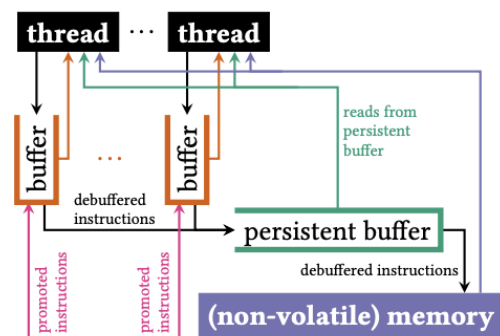 thread ... thread
buffer
...
buffer
reads from
persistent
buffer
debuffered
instructions
persistent buffer
promoted
instructions
promoted
instructions
debuffered instructions
(non-volatile) memory